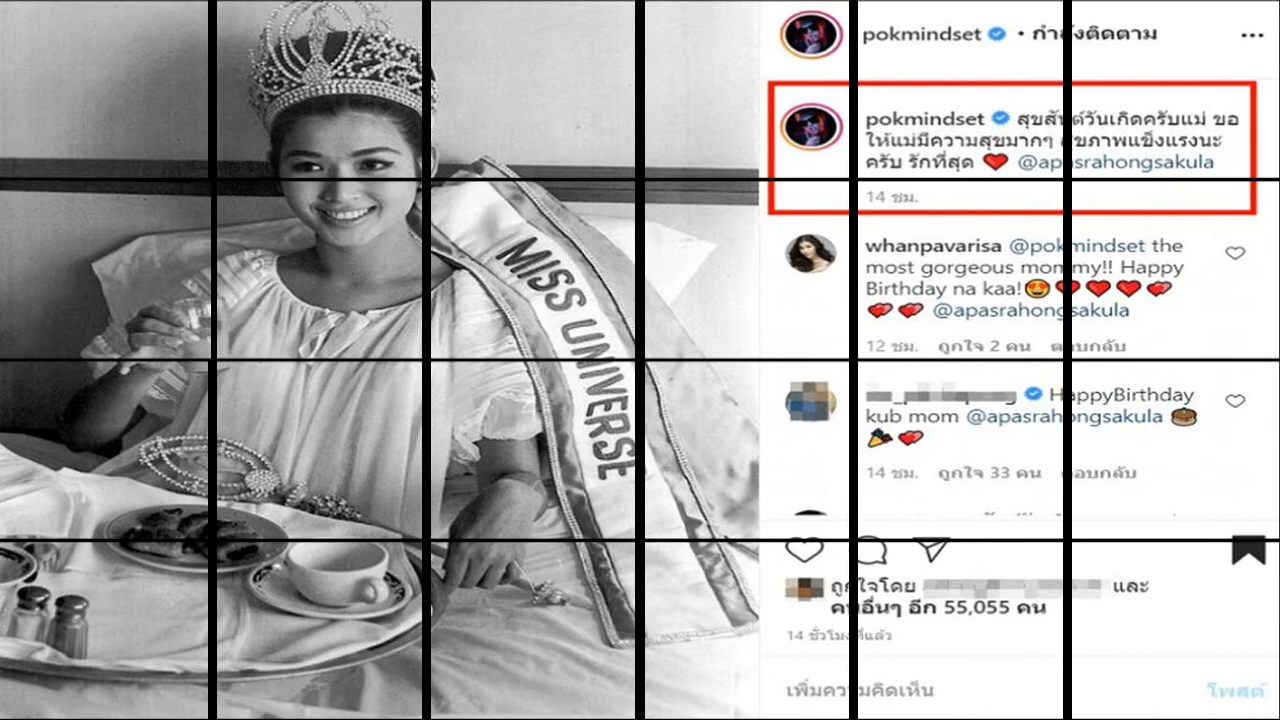 MISS UNIVERSE
pokmindset • กำลังติดตาม
pokmindset สุขสันต์วันเกิดครับแม่ ขอ
ให้แม่มีความสุขมากๆ สุขภาพแข็งแรงนะ
ครับ รักที่สุด ❤️ @apasrahongsakula
14 ชม.
whanpavarisa @pokmindset the
most gorgeous mommy!! Happy
Birthday na kaa!😍❤️❤️❤️💕
💕💕 @apasrahongsakula
12 ชม. ถูกใจ 2 คน ตอบกลับ
HappyBirthday
kub mom @apasrahongsakula 🎂
🎉💕
14 ชม. ถูกใจ 33 คน ตอบกลับ
ถูกใจโดย และ
คนอื่นๆ อีก 55,055 คน
14 ชั่วโมงที่แล้ว
เพิ่มความคิดเห็น โพสต์